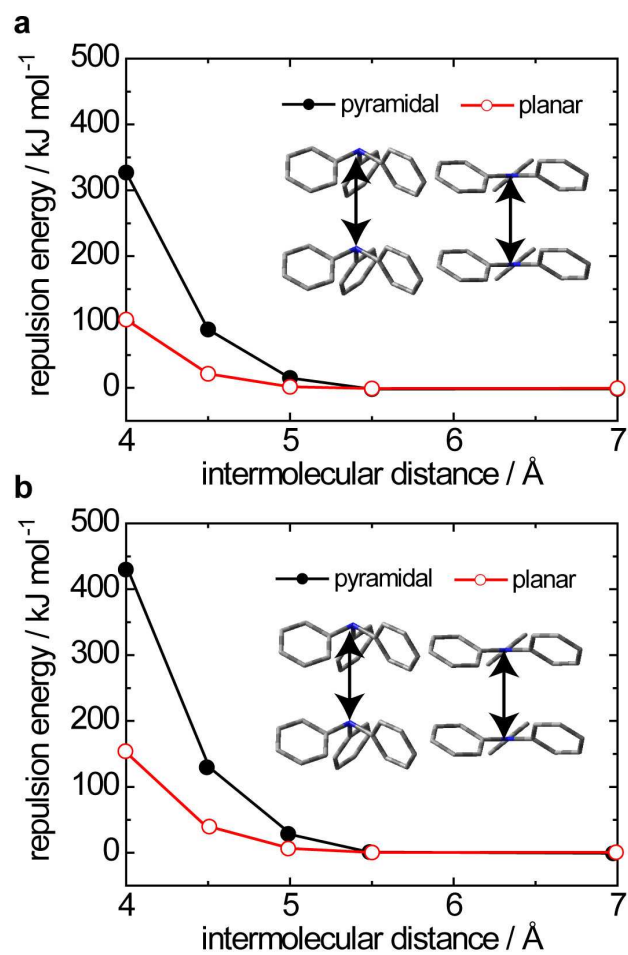 a
500
400
300
200
100
0
repulsion energy / kJ mol⁻¹
pyramidal planar
4 5 6 7
intermolecular distance / Å
b
500
400
300
200
100
0
repulsion energy / kJ mol⁻¹
pyramidal planar
4 5 6 7
intermolecular distance / Å